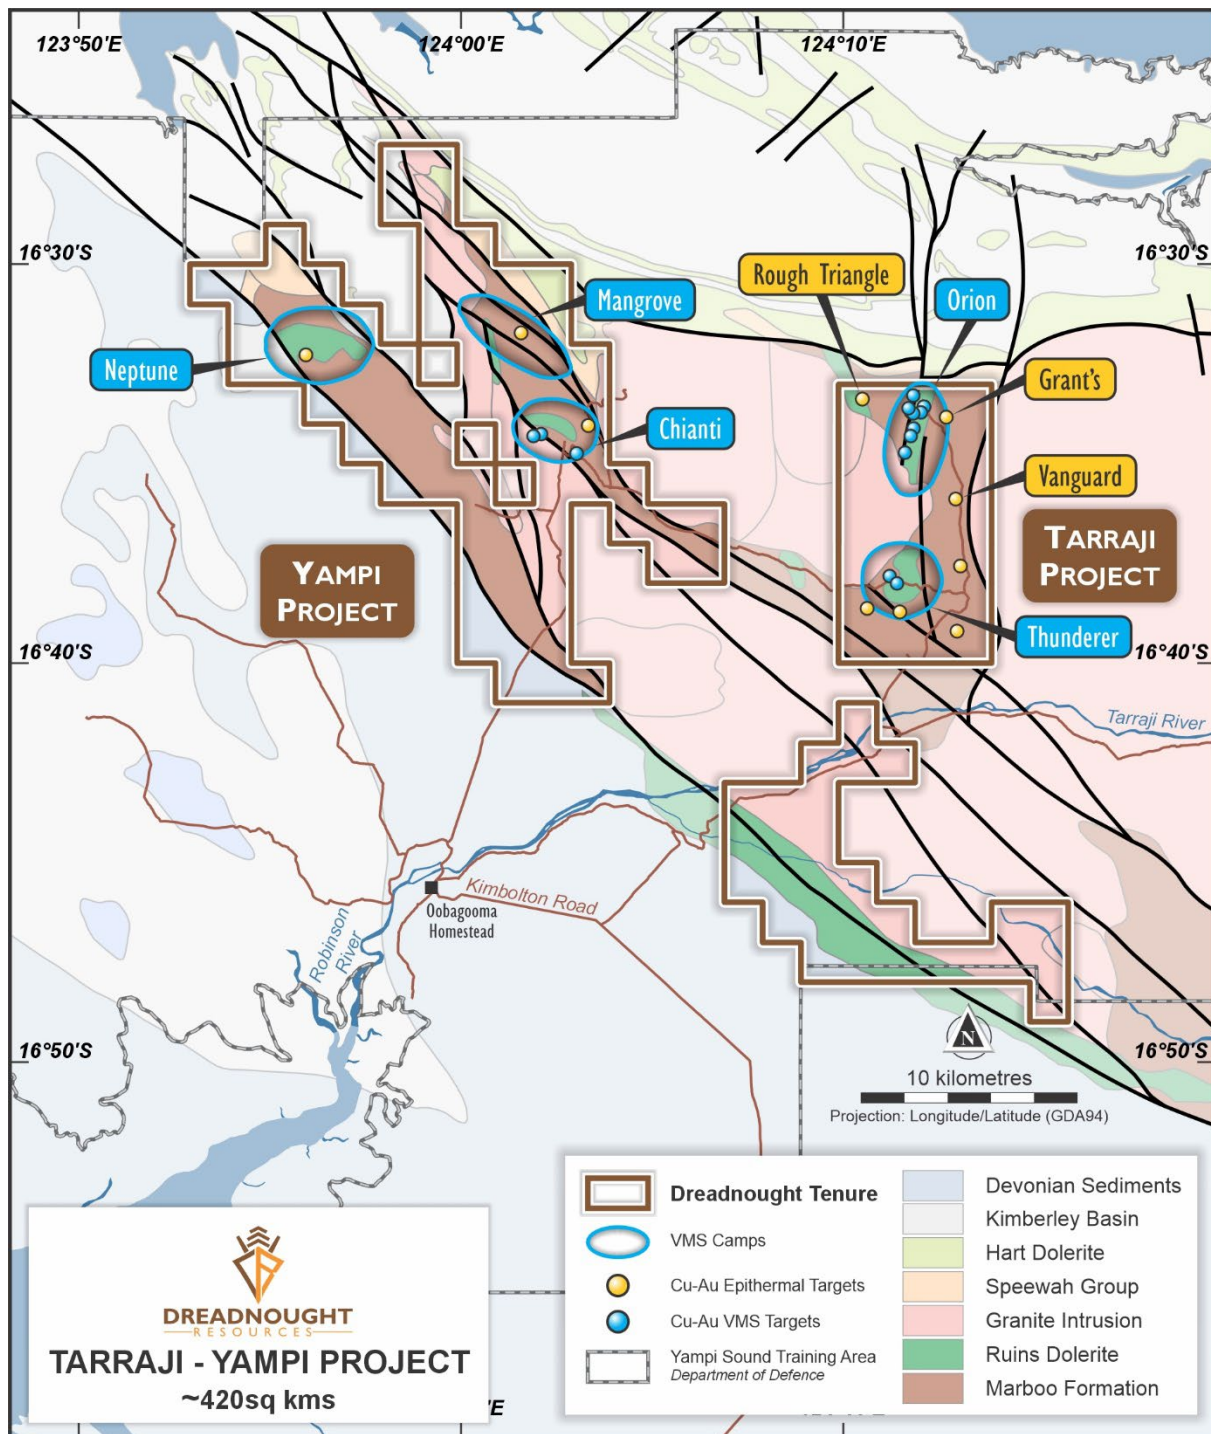 123°50'E
124°00'E
124°10'E
16°30'S
16°30'S
Rough Triangle
Orion
Mangrove
Neptune
Grant's
Chianti
Vanguard
YAMPI
PROJECT
TARRAJI
PROJECT
Thunderer
16°40'S
16°40'S
Tarraji River
Kimbolton Road
Oobagooma
Homestead
Robinson
River
16°50'S
16°50'S
N
10 kilometres
Projection: Longitude/Latitude (GDA94)
DREADNOUGHT
RESOURCES
TARRAJI - YAMPI PROJECT
~420sq kms
Dreadnought Tenure
VMS Camps
Cu-Au Epithermal Targets
Cu-Au VMS Targets
Yampi Sound Training Area
Department of Defence
Devonian Sediments
Kimberley Basin
Hart Dolerite
Speewah Group
Granite Intrusion
Ruins Dolerite
Marboo Formation